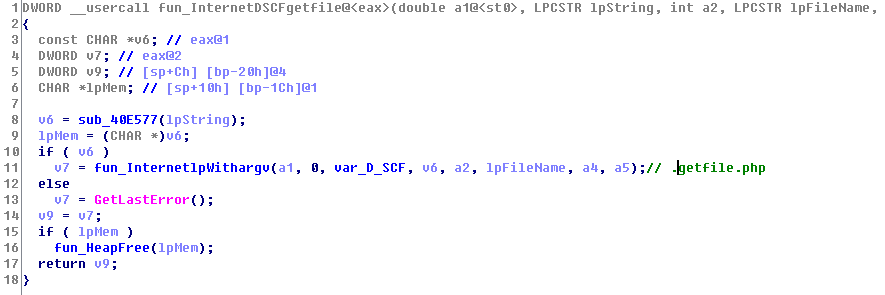 1 DWORD __usercall fun_InternetDSCFgetfile@<eax>(double a1@<st0>, LPCSTR lpString, int a2, LPCSTR lpFileName,
2 {
3 const CHAR *v6; // eax@1
4 DWORD v7; // eax@2
5 DWORD v9; // [sp+Ch] [bp-20h]@4
6 CHAR *lpMem; // [sp+10h] [bp-1Ch]@1
7
8 v6 = sub_40E577(lpString);
9 lpMem = (CHAR *)v6;
10 if ( v6 )
11 v7 = fun_InternetlpWithargv(a1, 0, var_D_SCF, v6, a2, lpFileName, a4, a5);// .getfile.php
12 else
13 v7 = GetLastError();
14 v9 = v7;
15 if ( lpMem )
16 fun_HeapFree(lpMem);
17 return v9;
18 }